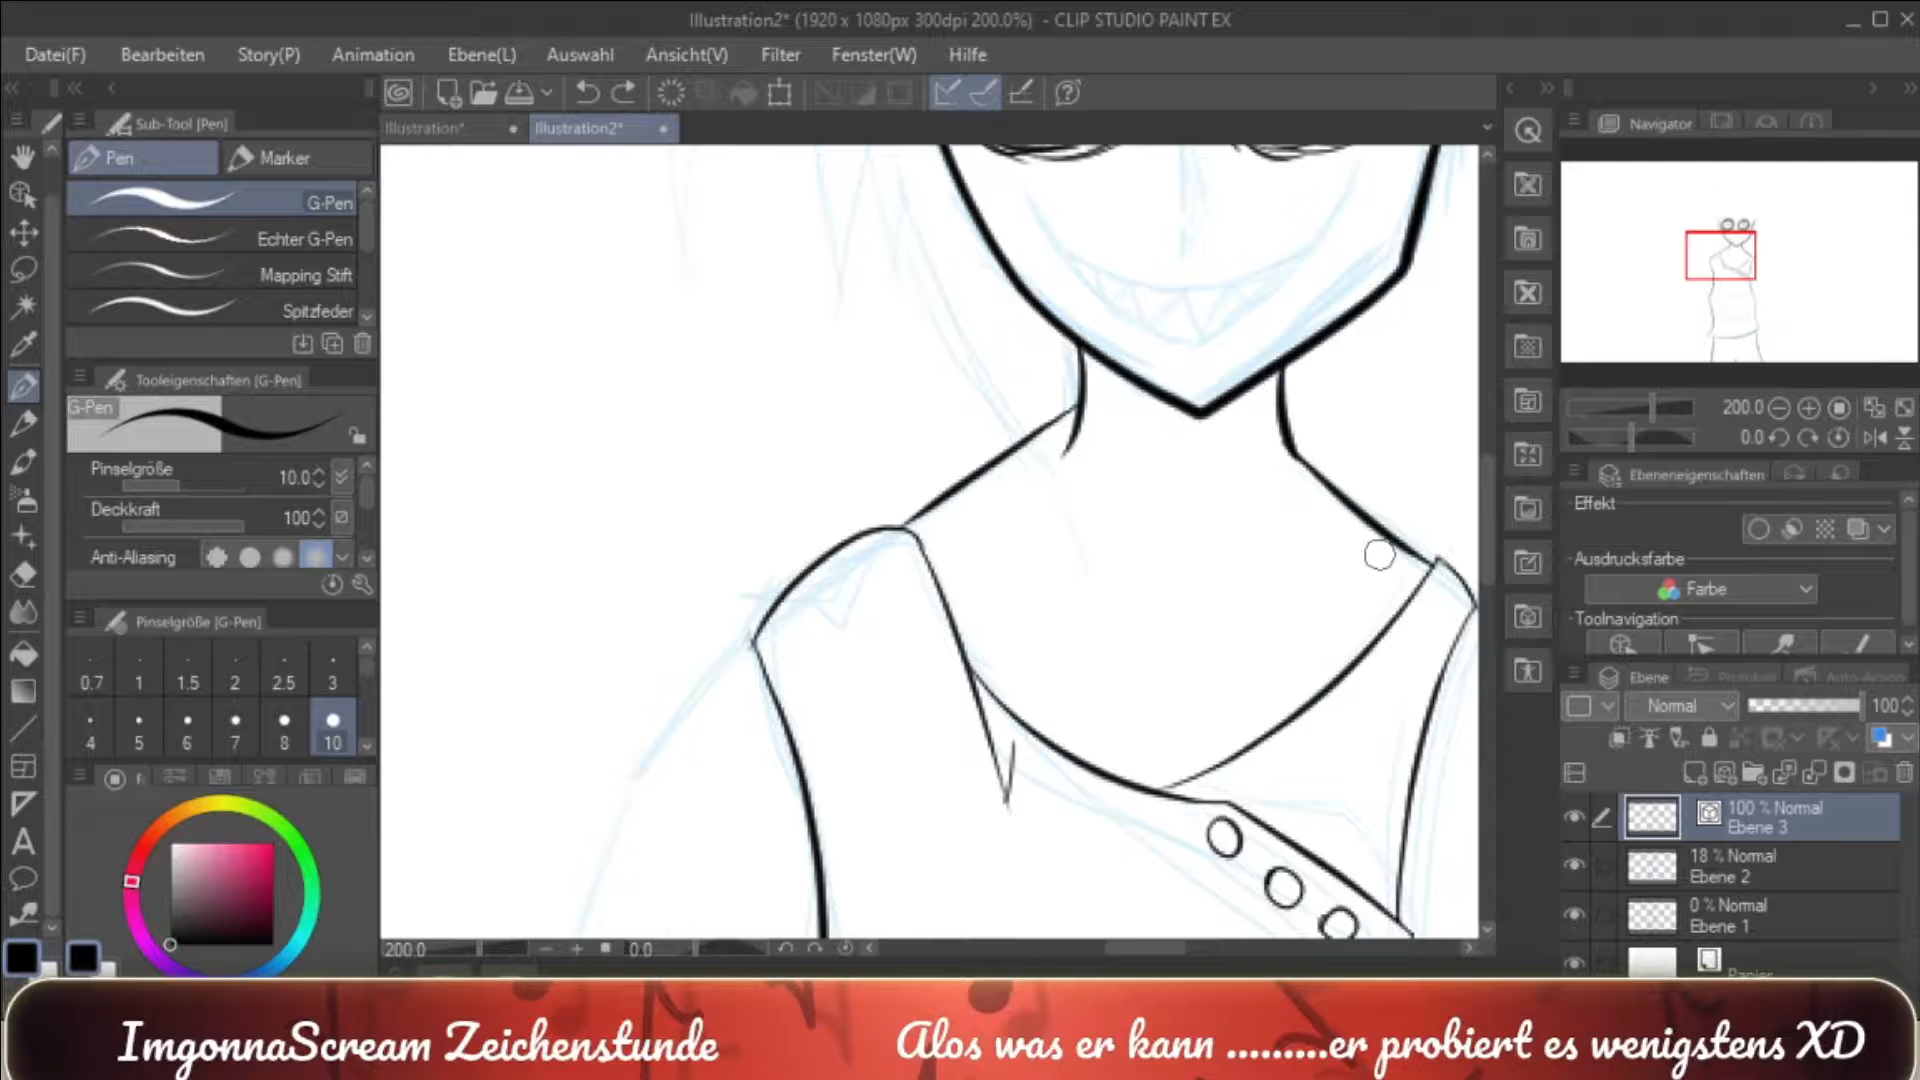 Illustration2* (1920 x 1080px 300dpi 200.0%) - CLIP STUDIO PAINT EX
Datei(F) Bearbeiten Story(P) Animation Ebene(L) Auswahl Ansicht(V) Filter Fenster(W) Hilfe
Sub-Tool [Pen]
Illustration* Illustration2*
Navigator
Pen Marker
G-Pen
Echter G-Pen
Mapping Stift
Spitzfeder
Tooleigenschaften [G-Pen]
G-Pen
Pinselgröße 10.0
Deckkraft 100
Anti-Aliasing
Pinselgröße [G-Pen]
0.7 1 1.5 2 2.5 3
4 5 6 7 8 10
200.0 0.0
200.0
0.0
Ebeneneigenschaften
Effekt
Ausdrucksfarbe
Farbe
Toolnavigation
Ebene Protokoll Auto-Action
Normal 100
100 % Normal
Ebene 3
18 % Normal
Ebene 2
0 % Normal
Ebene 1
Papier
ImgonnaScream Zeichenstunde Alos was er kann .........er probiert es wenigstens XD